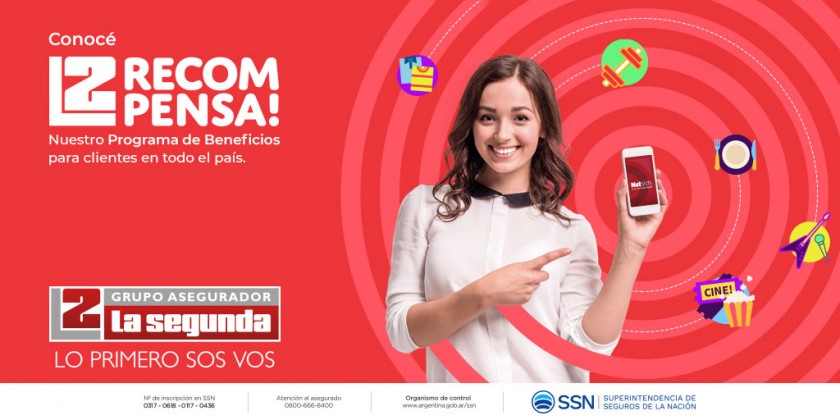 Conocé
L2 RECOM
PENSA!
Nuestro Programa de Beneficios
para clientes en todo el país.
L2 GRUPO ASEGURADOR
La segunda
LO PRIMERO SOS VOS
CINE!
Nº de inscripción en SSN
0317 - 0618 - 0117 - 0436
Atención al asegurado
0800-666-8400
Organismo de control
www.argentina.gob.ar/ssn
SSN
SUPERINTENDENCIA DE
SEGUROS DE LA NACIÓN